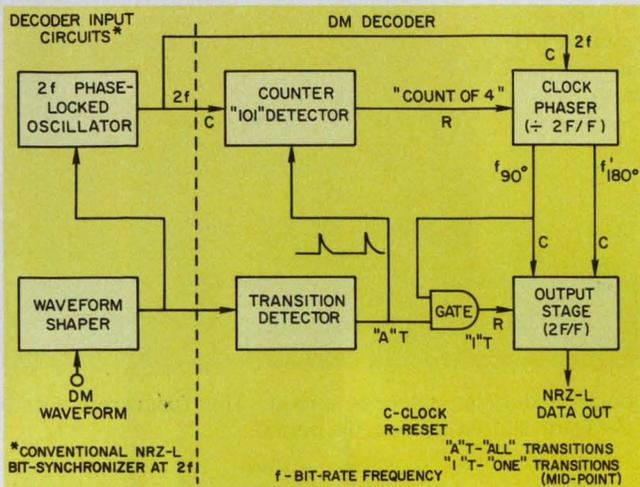 DECODER INPUT
CIRCUITS*
DM DECODER
2f PHASE-
LOCKED
OSCILLATOR
2f
C
COUNTER
"101" DETECTOR
"COUNT OF 4"
R
2f
C
CLOCK
PHASER
(÷ 2F/F)
f90°
f'180°
C
C
WAVEFORM
SHAPER
TRANSITION
DETECTOR
"A"T
GATE
"1"T
R
OUTPUT
STAGE
(2F/F)
DM
WAVEFORM
NRZ-L
DATA OUT
C-CLOCK
R-RESET
*CONVENTIONAL NRZ-L
BIT-SYNCHRONIZER AT 2f
f-BIT-RATE FREQUENCY
"A"T-"ALL" TRANSITIONS
"1"T-"ONE" TRANSITIONS
(MID-POINT)